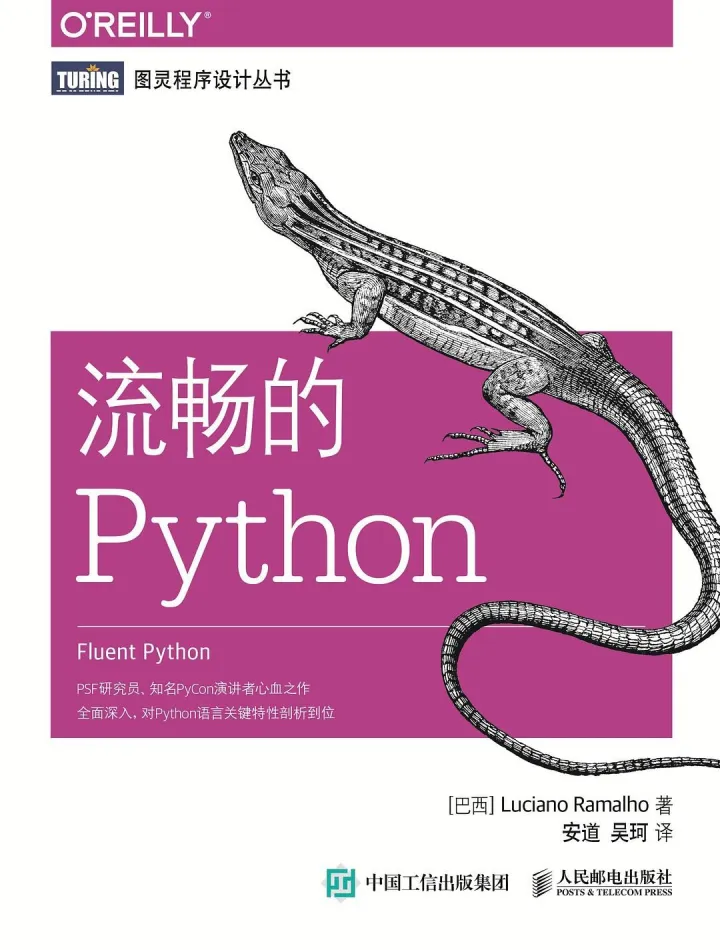 O'REILLY®
TURING 图灵程序设计丛书
流畅的
Python
Fluent Python
PSF研究员、知名PyCon演讲者心血之作
全面深入,对Python语言关键特性剖析到位
[巴西] Luciano Ramalho 著
安道 吴珂 译
中国工信出版集团
人民邮电出版社
POSTS & TELECOM PRESS